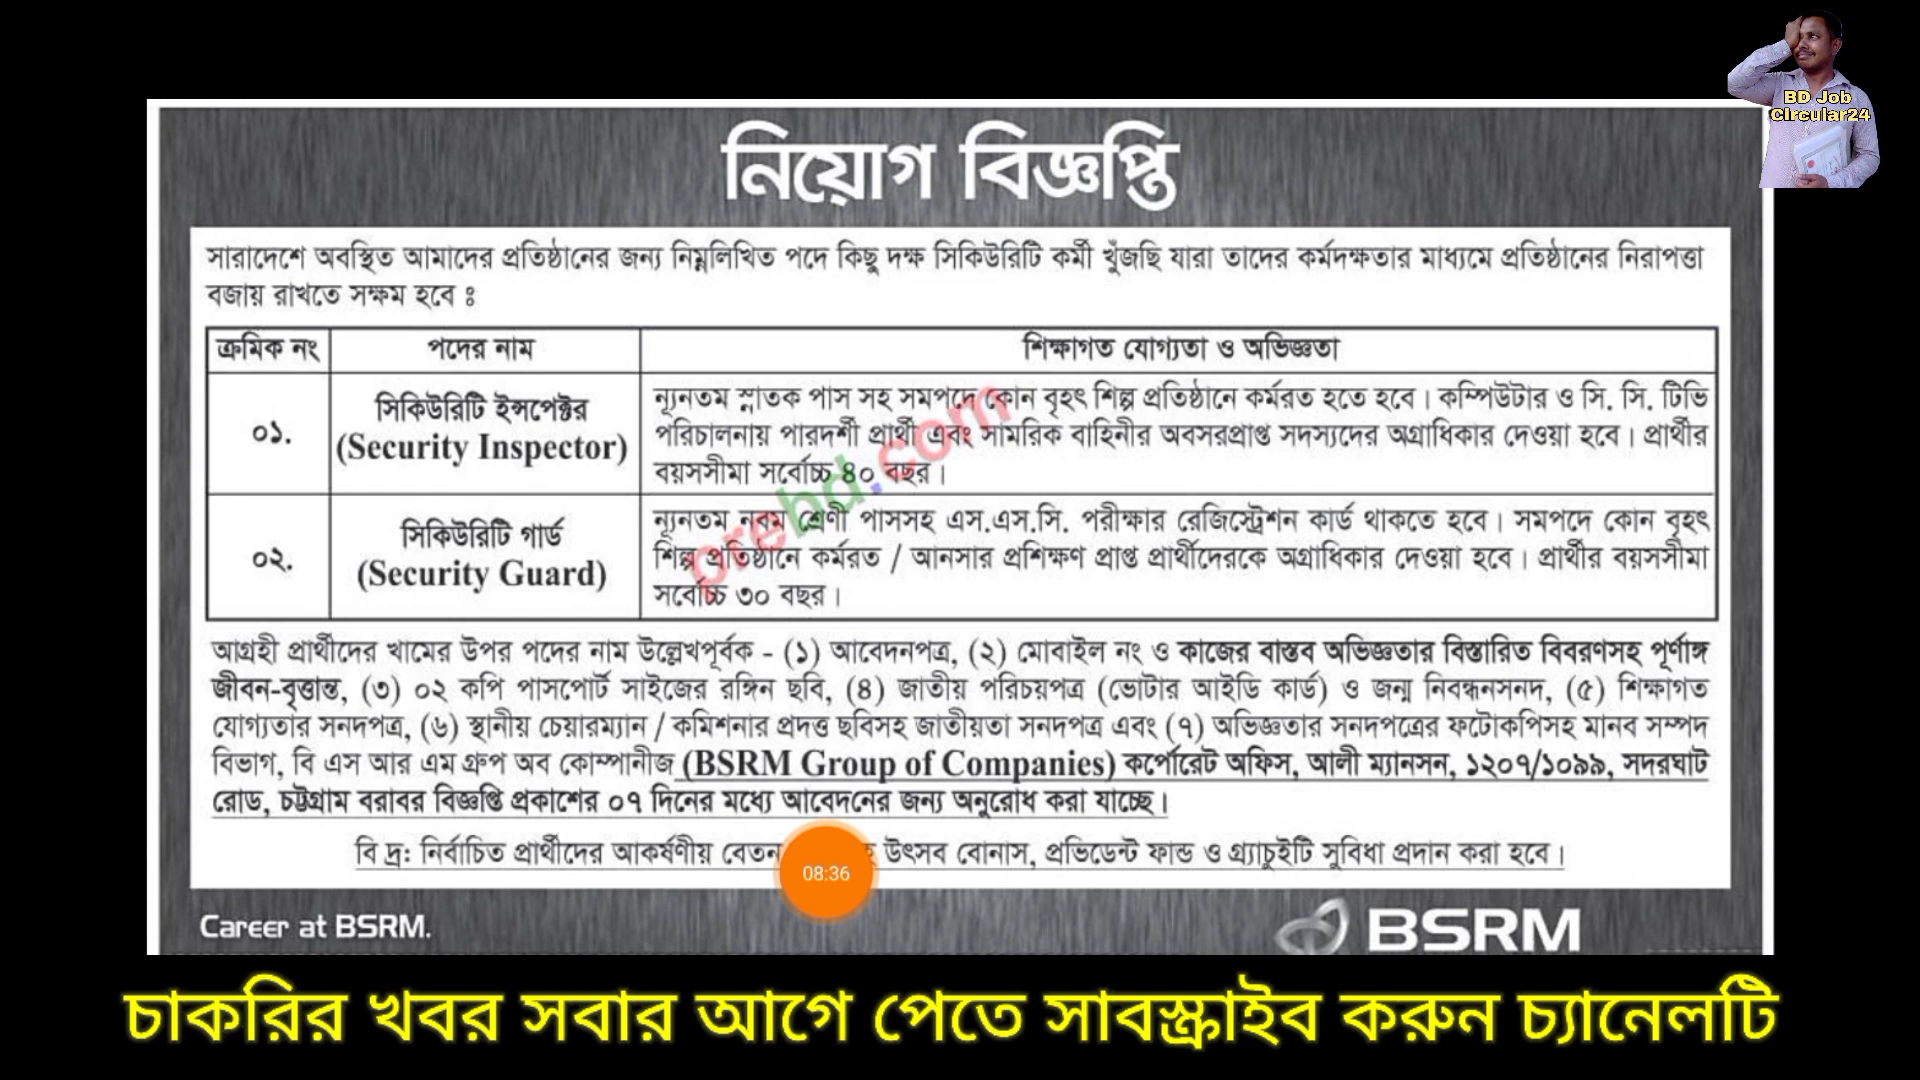 BD Job
Circular24
নিয়োগ বিজ্ঞপ্তি
সারাদেশে অবস্থিত আমাদের প্রতিষ্ঠানের জন্য নিম্নলিখিত পদে কিছু দক্ষ সিকিউরিটি কর্মী খুঁজছি যারা তাদের কর্মদক্ষতার মাধ্যমে প্রতিষ্ঠানের নিরাপত্তা
বজায় রাখতে সক্ষম হবে ঃ
ক্রমিক নং পদের নাম শিক্ষাগত যোগ্যতা ও অভিজ্ঞতা
০১.
সিকিউরিটি ইন্সপেক্টর
(Security Inspector)
ন্যূনতম স্নাতক পাস সহ সমপদে কোন বৃহৎ শিল্প প্রতিষ্ঠানে কর্মরত হতে হবে। কম্পিউটার ও সি. সি. টিভি
পরিচালনায় পারদর্শী প্রার্থী এবং সামরিক বাহিনীর অবসরপ্রাপ্ত সদস্যদের অগ্রাধিকার দেওয়া হবে। প্রার্থীর
বয়সসীমা সর্বোচ্চ ৪০ বছর।
০২.
সিকিউরিটি গার্ড
(Security Guard)
ন্যূনতম নবম শ্রেণী পাসসহ এস.এস.সি. পরীক্ষার রেজিস্ট্রেশন কার্ড থাকতে হবে। সমপদে কোন বৃহৎ
শিল্প প্রতিষ্ঠানে কর্মরত / আনসার প্রশিক্ষণ প্রাপ্ত প্রার্থীদেরকে অগ্রাধিকার দেওয়া হবে। প্রার্থীর বয়সসীমা
সর্বোচ্চ ৩০ বছর।
prebd.com
আগ্রহী প্রার্থীদের খামের উপর পদের নাম উল্লেখপূর্বক - (১) আবেদনপত্র, (২) মোবাইল নং ও কাজের বাস্তব অভিজ্ঞতার বিস্তারিত বিবরণসহ পূর্ণাঙ্গ
জীবন-বৃত্তান্ত, (৩) ০২ কপি পাসপোর্ট সাইজের রঙ্গিন ছবি, (৪) জাতীয় পরিচয়পত্র (ভোটার আইডি কার্ড) ও জন্ম নিবন্ধনসনদ, (৫) শিক্ষাগত
যোগ্যতার সনদপত্র, (৬) স্থানীয় চেয়ারম্যান / কমিশনার প্রদত্ত ছবিসহ জাতীয়তা সনদপত্র এবং (৭) অভিজ্ঞতার সনদপত্রের ফটোকপিসহ মানব সম্পদ
বিভাগ, বি এস আর এম গ্রুপ অব কোম্পানীজ (BSRM Group of Companies) কর্পোরেট অফিস, আলী ম্যানসন, ১২০৭/১০৯৯, সদরঘাট
রোড, চট্টগ্রাম বরাবর বিজ্ঞপ্তি প্রকাশের ০৭ দিনের মধ্যে আবেদনের জন্য অনুরোধ করা যাচ্ছে।
বি দ্র: নির্বাচিত প্রার্থীদের আকর্ষণীয় বেতন উৎসব বোনাস, প্রভিডেন্ট ফান্ড ও গ্র্যাচুইটি সুবিধা প্রদান করা হবে।
08:36
Career at BSRM.
BSRM
চাকরির খবর সবার আগে পেতে সাবস্ক্রাইব করুন চ্যানেলটি